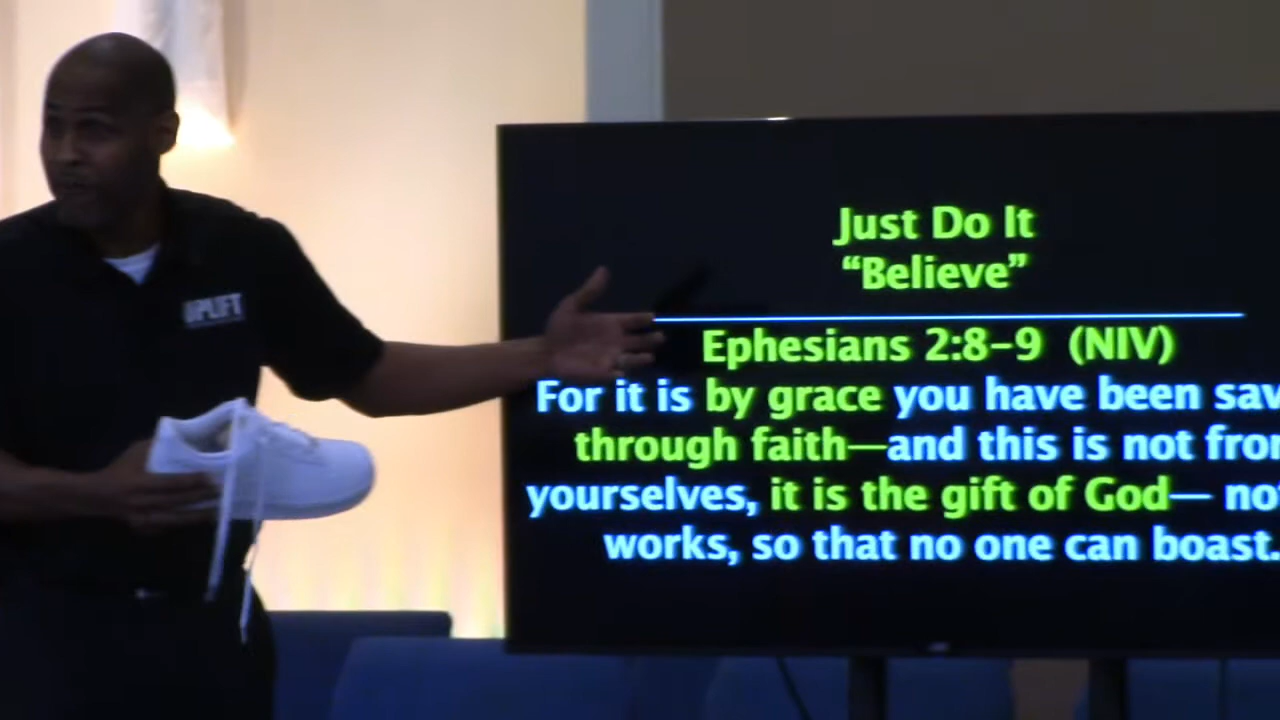 UPLIFT
Just Do It
“Believe”
Ephesians 2:8–9 (NIV)
For it is by grace you have been sav
through faith—and this is not from
yourselves, it is the gift of God— no
works, so that no one can boast.